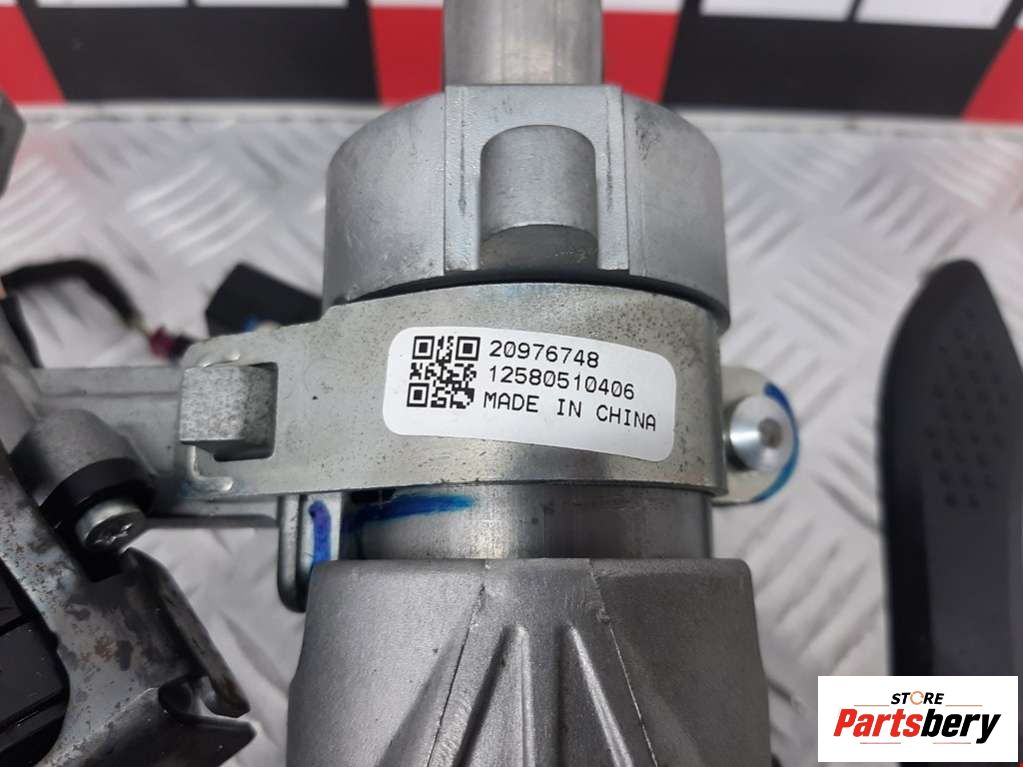 20976748
12580510406
MADE IN CHINA
STORE
Partsbery